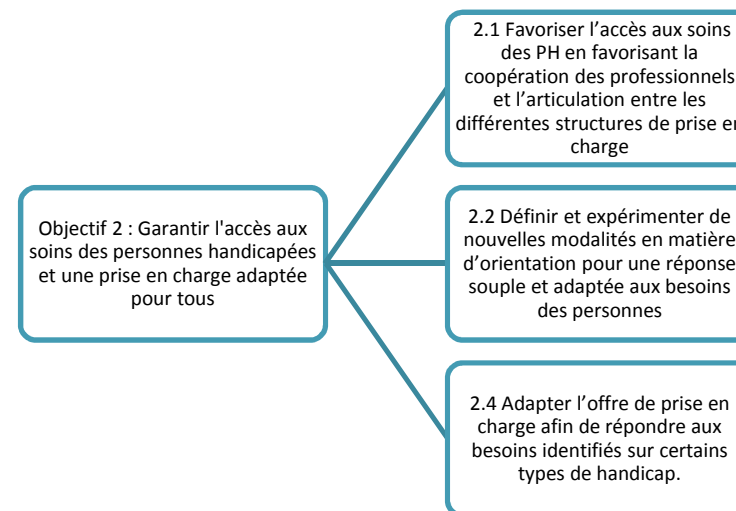 Objectif 2 : Garantir l'accès aux
soins des personnes handicapées
et une prise en charge adaptée
pour tous
2.1 Favoriser l’accès aux soins
des PH en favorisant la
coopération des professionnels
et l’articulation entre les
différentes structures de prise en
charge
2.2 Définir et expérimenter de
nouvelles modalités en matière
d’orientation pour une réponse
souple et adaptée aux besoins
des personnes
2.4 Adapter l’offre de prise en
charge afin de répondre aux
besoins identifiés sur certains
types de handicap.